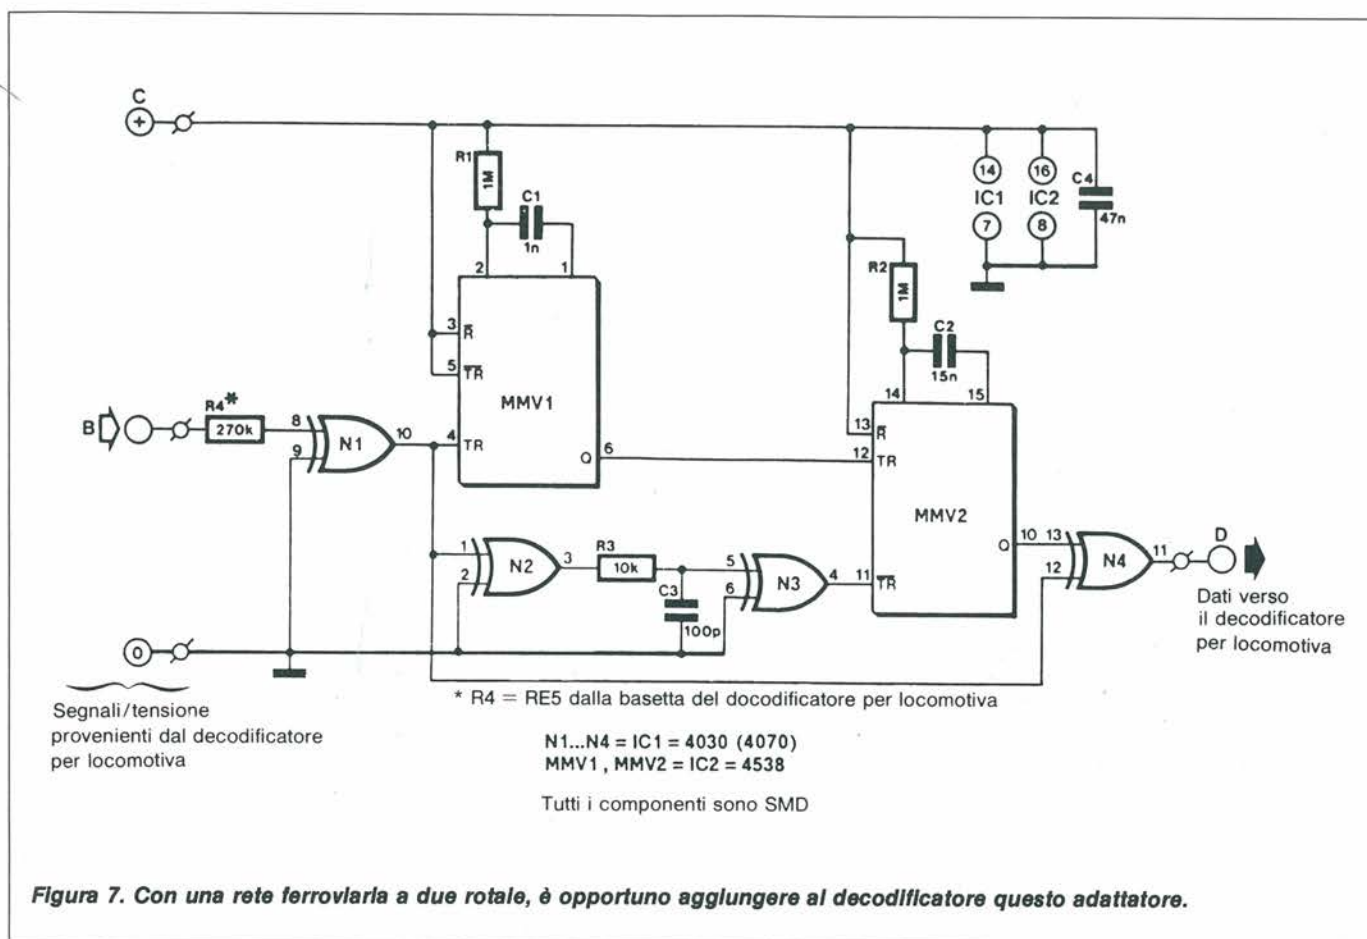 C
+
R1
1M
C1
1n
2
1
3
R
5
TR
MMV1
4
TR
Q
6
14
IC1
7
16
IC2
8
C4
47n
R2
1M
C2
15n
14
15
13
R
12
TR
MMV2
10
Q
11
TR
B
R4*
270k
8
9
N1
10
1
2
N2
3
R3
10k
C3
100p
5
6
N3
4
13
12
N4
11
D
Dati verso
il decodificatore
per locomotiva
0
Segnali/tensione
provenienti dal decodificatore
per locomotiva
* R4 = RE5 dalla basetta del docodificatore per locomotiva
N1...N4 = IC1 = 4030 (4070)
MMV1 , MMV2 = IC2 = 4538
Tutti i componenti sono SMD
Figura 7. Con una rete ferroviaria a due rotaie, è opportuno aggiungere al decodificatore questo adattatore.